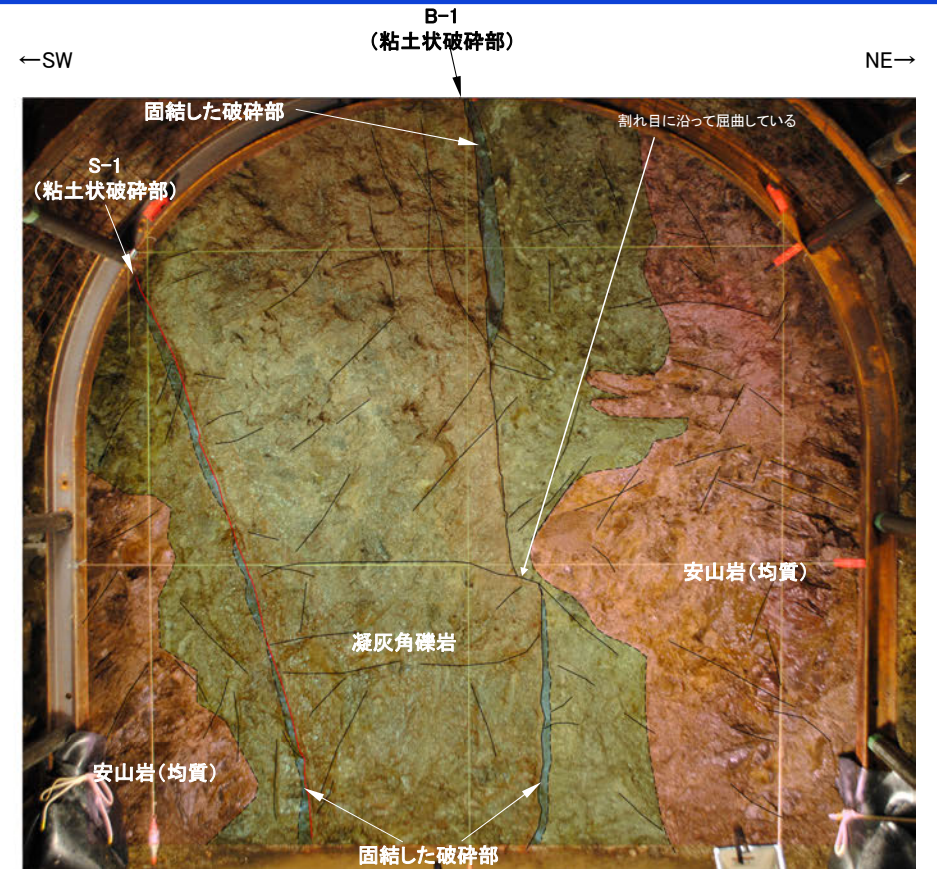 B-1
(粘土状破砕部)
←SW
NE→
固結した破砕部
割れ目に沿って屈曲している
S-1
(粘土状破砕部)
安山岩(均質)
凝灰角礫岩
安山岩(均質)
固結した破砕部